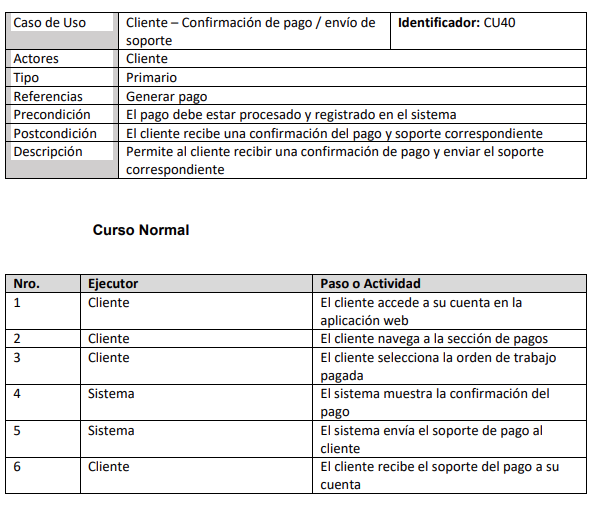 Caso de Uso Cliente – Confirmación de pago / envío de Identificador: CU40
soporte
Actores Cliente
Tipo Primario
Referencias Generar pago
Precondición El pago debe estar procesado y registrado en el sistema
Postcondición El cliente recibe una confirmación del pago y soporte correspondiente
Descripción Permite al cliente recibir una confirmación de pago y enviar el soporte
correspondiente
Curso Normal
Nro. Ejecutor Paso o Actividad
1 Cliente El cliente accede a su cuenta en la
aplicación web
2 Cliente El cliente navega a la sección de pagos
3 Cliente El cliente selecciona la orden de trabajo
pagada
4 Sistema El sistema muestra la confirmación del
pago
5 Sistema El sistema envía el soporte de pago al
cliente
6 Cliente El cliente recibe el soporte del pago a su
cuenta